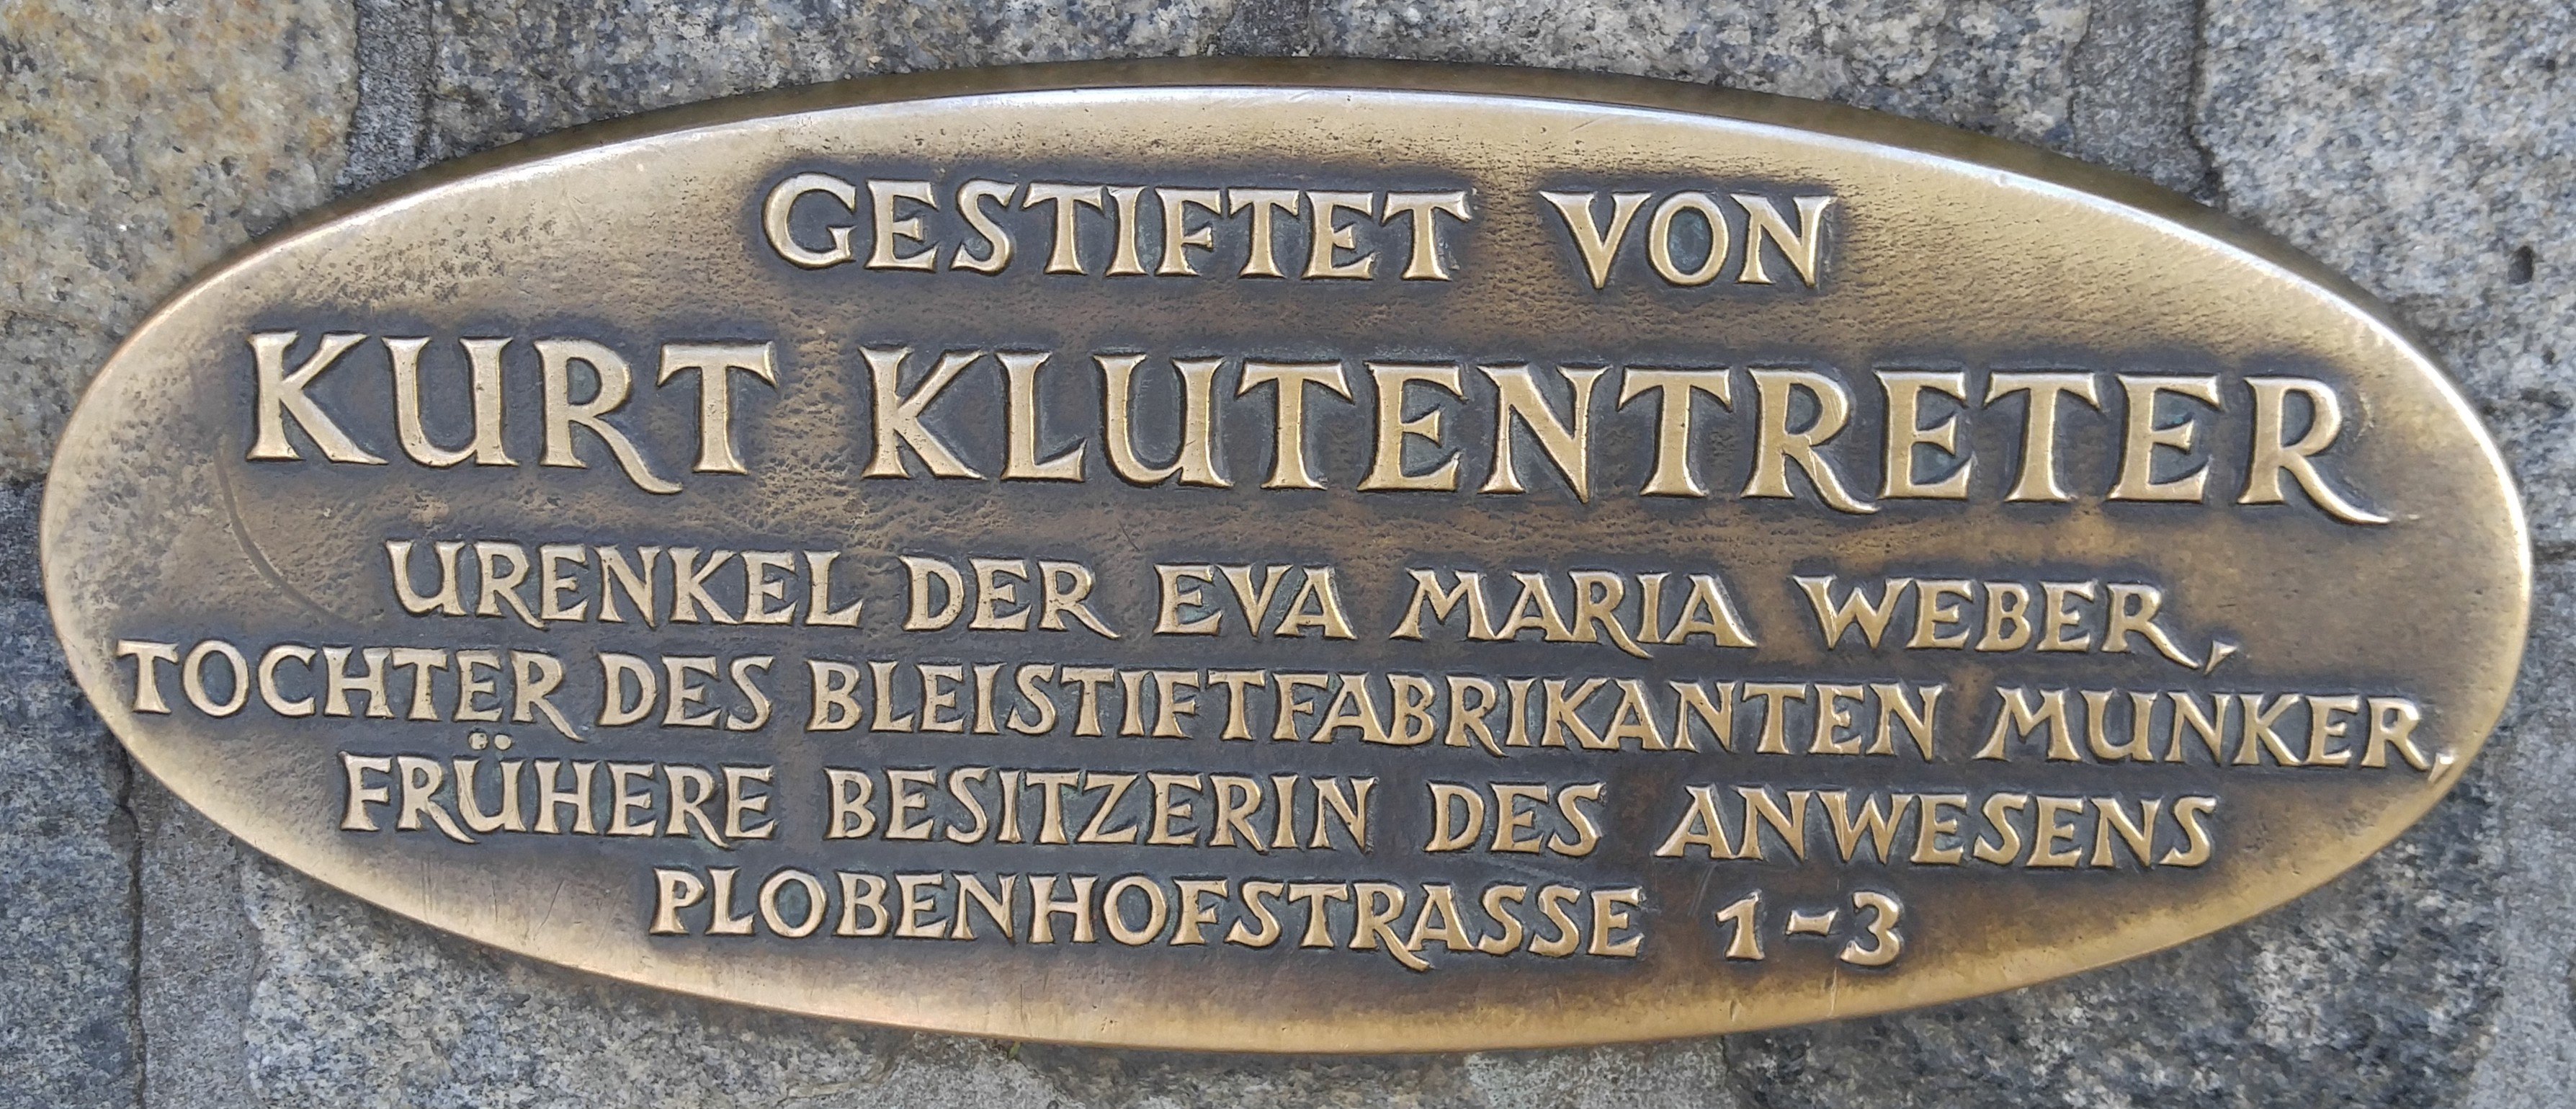 GESTIFTET VON
KURT KLUTENTRETER
URENKEL DER EVA MARIA WEBER,
TOCHTER DES BLEISTIFTFABRIKANTEN MUNKER,
FRÜHERE BESITZERIN DES ANWESENS
PLOBENHOFSTRASSE 1-3